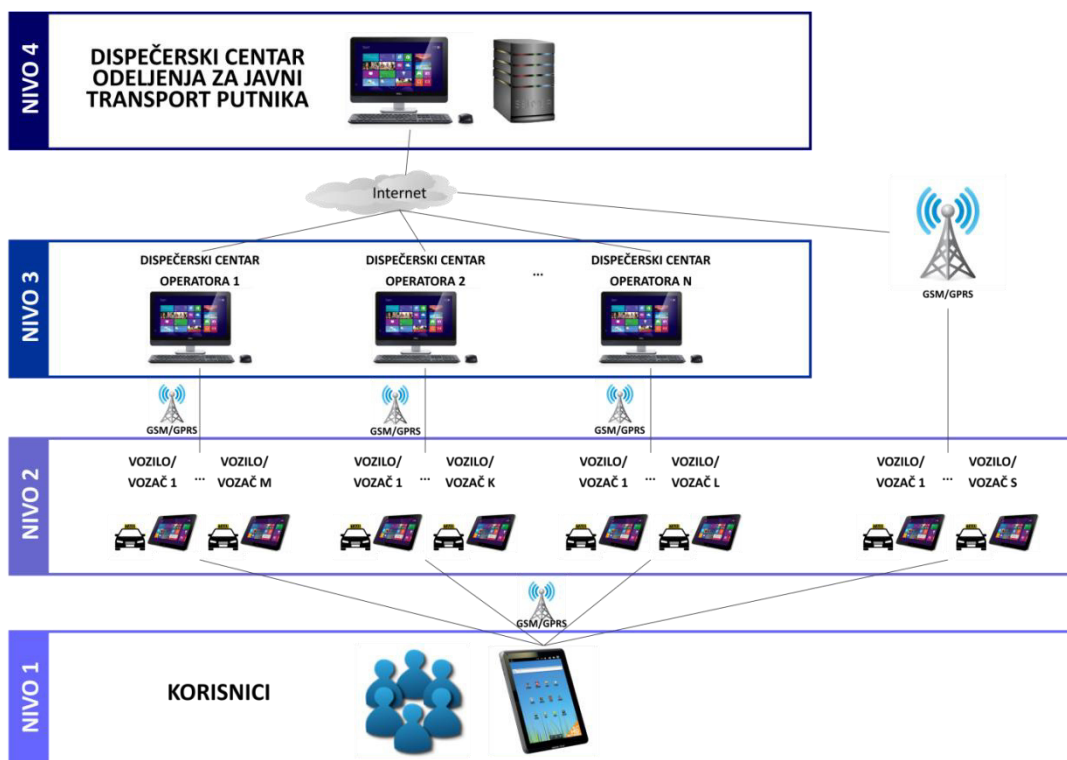 NIVO 4
DISPEČERSKI CENTAR
ODELJENJA ZA JAVNI
TRANSPORT PUTNIKA
Internet
GSM/GPRS
NIVO 3
DISPEČERSKI CENTAR
OPERATORA 1
DISPEČERSKI CENTAR
OPERATORA 2
...
DISPEČERSKI CENTAR
OPERATORA N
GSM/GPRS
GSM/GPRS
GSM/GPRS
NIVO 2
VOZILO/
VOZAČ 1
...
VOZILO/
VOZAČ M
VOZILO/
VOZAČ 1
...
VOZILO/
VOZAČ K
VOZILO/
VOZAČ 1
...
VOZILO/
VOZAČ L
VOZILO/
VOZAČ 1
...
VOZILO/
VOZAČ S
GSM/GPRS
NIVO 1
KORISNICI